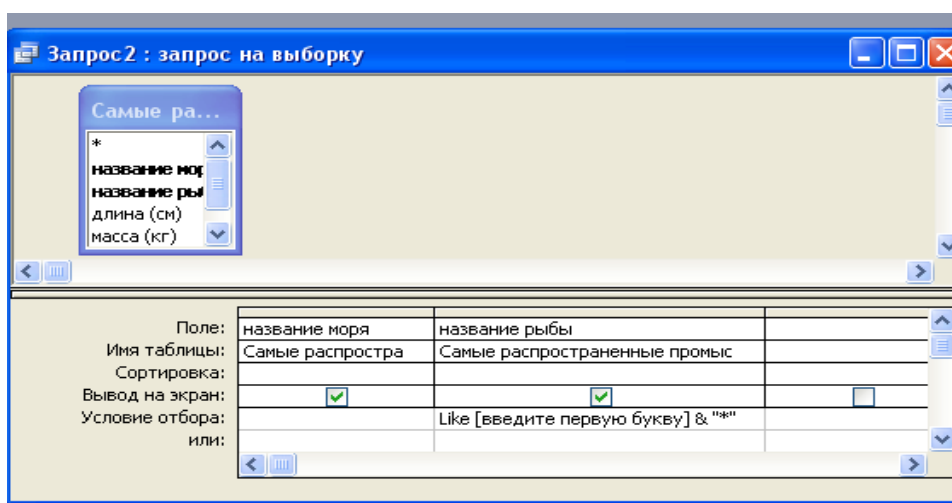 Запрос2 : запрос на выборку
Самые ра...
*
название мор
название ры
длина (см)
масса (кг)
Поле: название моря название рыбы
Имя таблицы: Самые распростра Самые распространенные промыс
Сортировка:
Вывод на экран:
Условие отбора: Like [введите первую букву] & "*"
или: